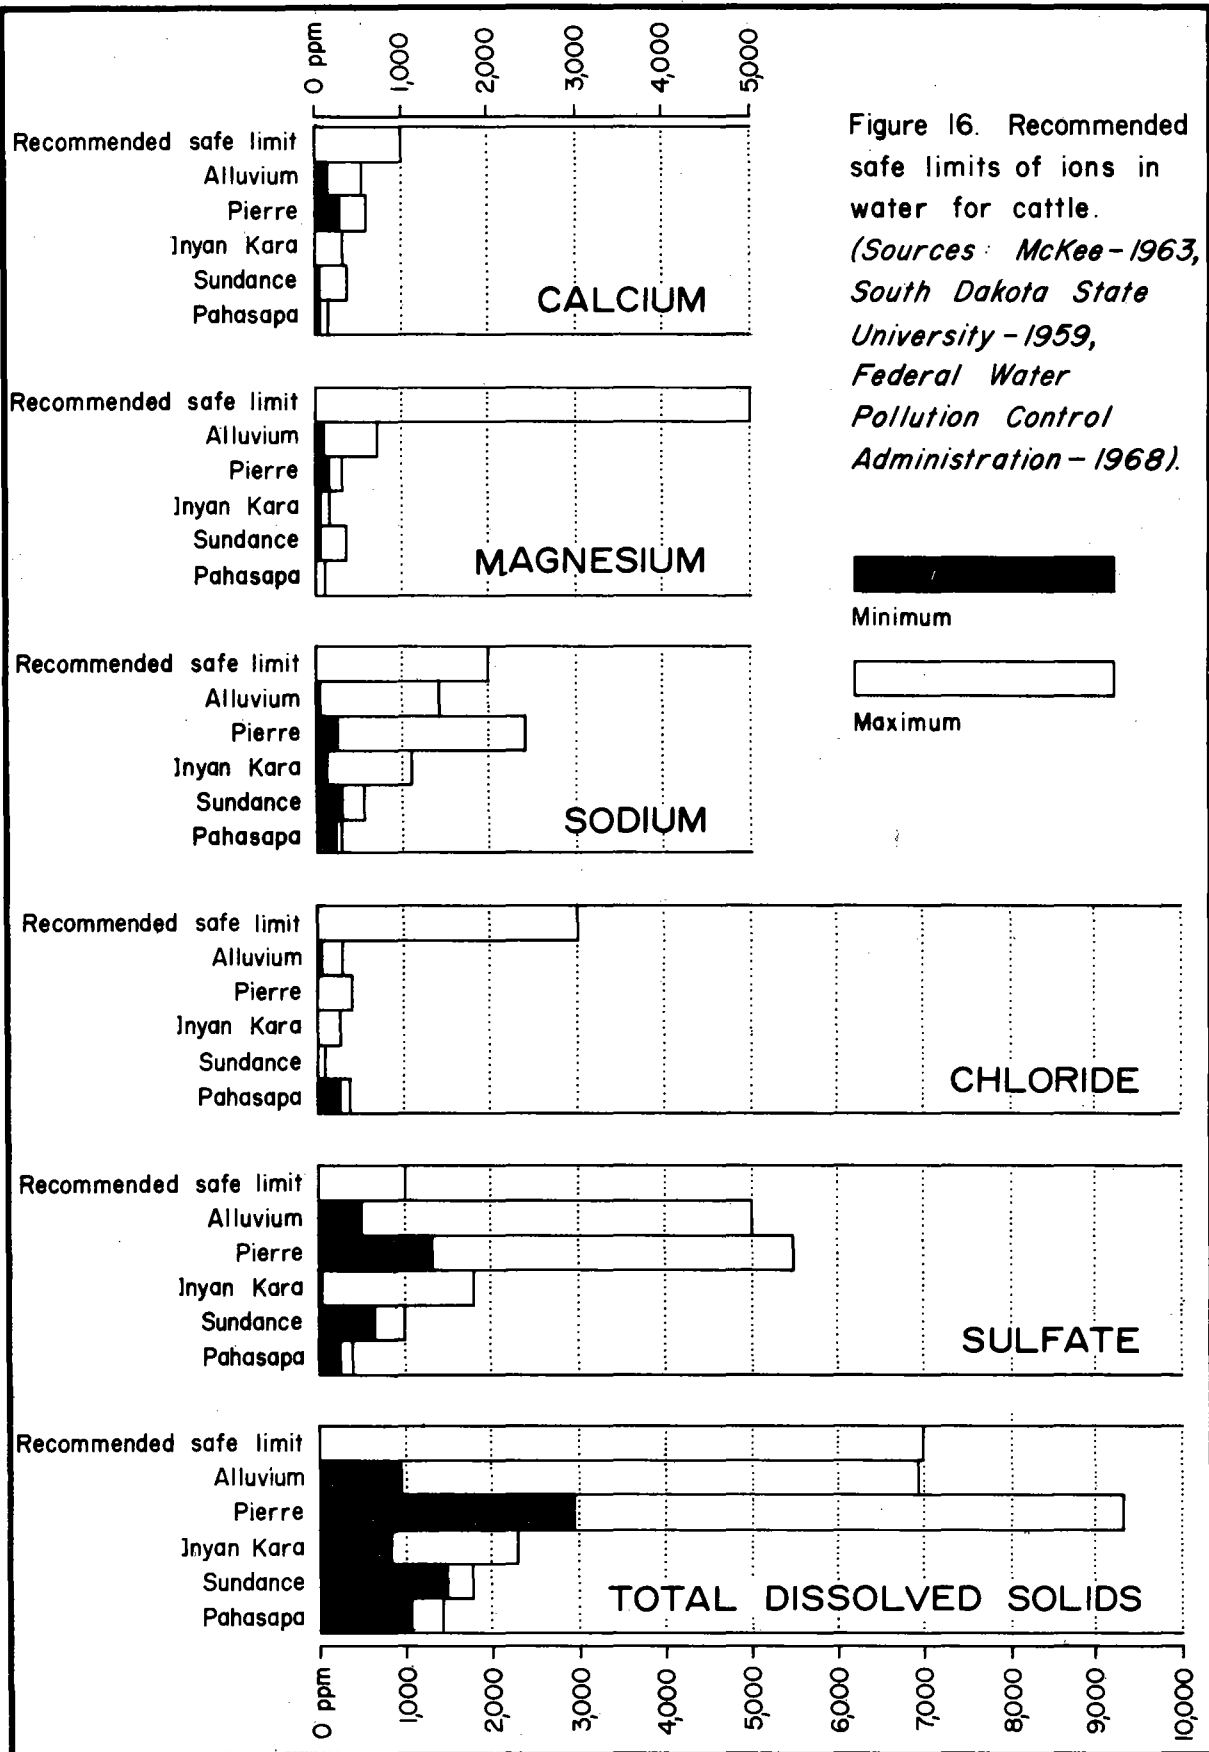 0 ppm
1,000
2,000
3,000
4,000
5,000
Figure 16. Recommended
safe limits of ions in
water for cattle.
(Sources: McKee-1963,
South Dakota State
University-1959,
Federal Water
Pollution Control
Administration-1968).
Minimum
Maximum
Recommended safe limit
Alluvium
Pierre
Inyan Kara
Sundance
Pahasapa
CALCIUM
Recommended safe limit
Alluvium
Pierre
Inyan Kara
Sundance
Pahasapa
MAGNESIUM
Recommended safe limit
Alluvium
Pierre
Inyan Kara
Sundance
Pahasapa
SODIUM
Recommended safe limit
Alluvium
Pierre
Inyan Kara
Sundance
Pahasapa
CHLORIDE
Recommended safe limit
Alluvium
Pierre
Inyan Kara
Sundance
Pahasapa
SULFATE
Recommended safe limit
Alluvium
Pierre
Inyan Kara
Sundance
Pahasapa
TOTAL DISSOLVED SOLIDS
0 ppm
1,000
2,000
3,000
4,000
5,000
6,000
7,000
8,000
9,000
10,000